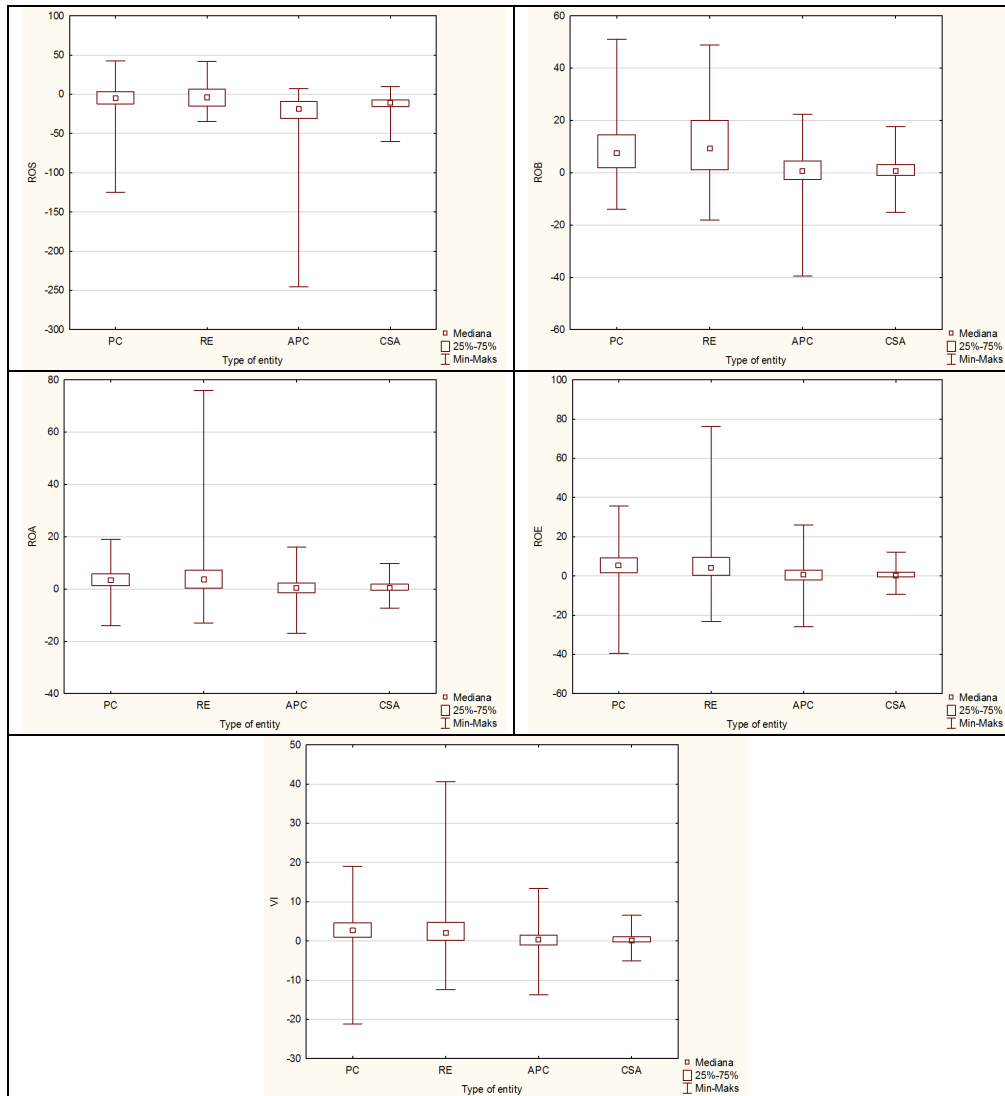 100
50
0
-50
-100
-150
-200
-250
-300
ROS
PC RE APC CSA
Type of entity
Mediana
25%-75%
Min-Maks
60
40
20
0
-20
-40
-60
ROB
PC RE APC CSA
Type of entity
Mediana
25%-75%
Min-Maks
80
60
40
20
0
-20
-40
ROA
PC RE APC CSA
Type of entity
Mediana
25%-75%
Min-Maks
100
80
60
40
20
0
-20
-40
-60
ROE
PC RE APC CSA
Type of entity
Mediana
25%-75%
Min-Maks
50
40
30
20
10
0
-10
-20
-30
VI
PC RE APC CSA
Type of entity
Mediana
25%-75%
Min-Maks